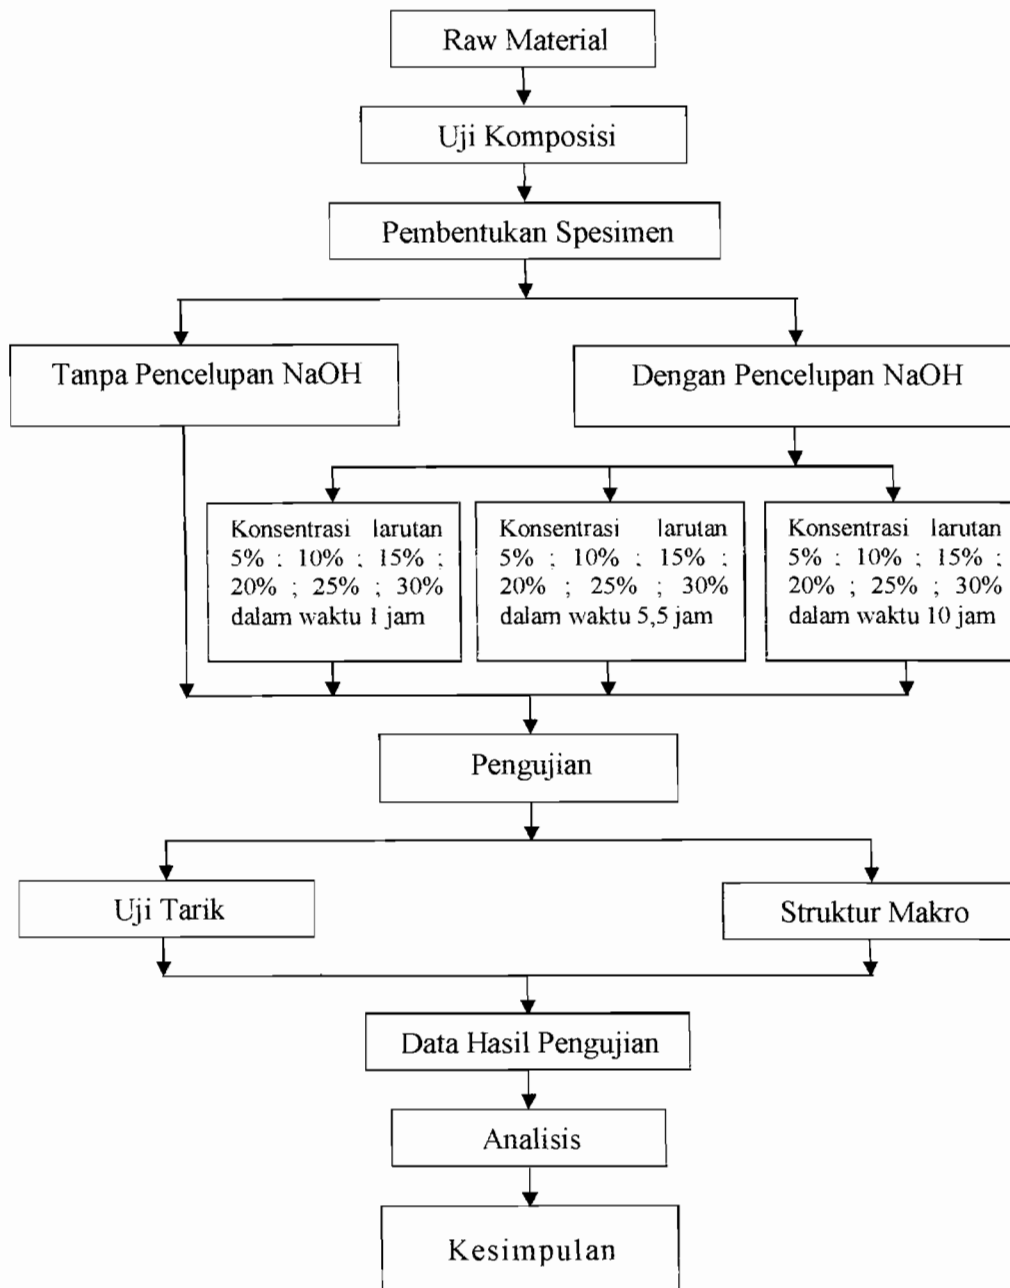 Raw Material
Uji Komposisi
Pembentukan Spesimen
Tanpa Pencelupan NaOH
Dengan Pencelupan NaOH
Konsentrasi larutan
5% ; 10% ; 15% ;
20% ; 25% ; 30%
dalam waktu 1 jam
Konsentrasi larutan
5% ; 10% ; 15% ;
20% ; 25% ; 30%
dalam waktu 5,5 jam
Konsentrasi larutan
5% ; 10% ; 15% ;
20% ; 25% ; 30%
dalam waktu 10 jam
Pengujian
Uji Tarik
Struktur Makro
Data Hasil Pengujian
Analisis
Kesimpulan